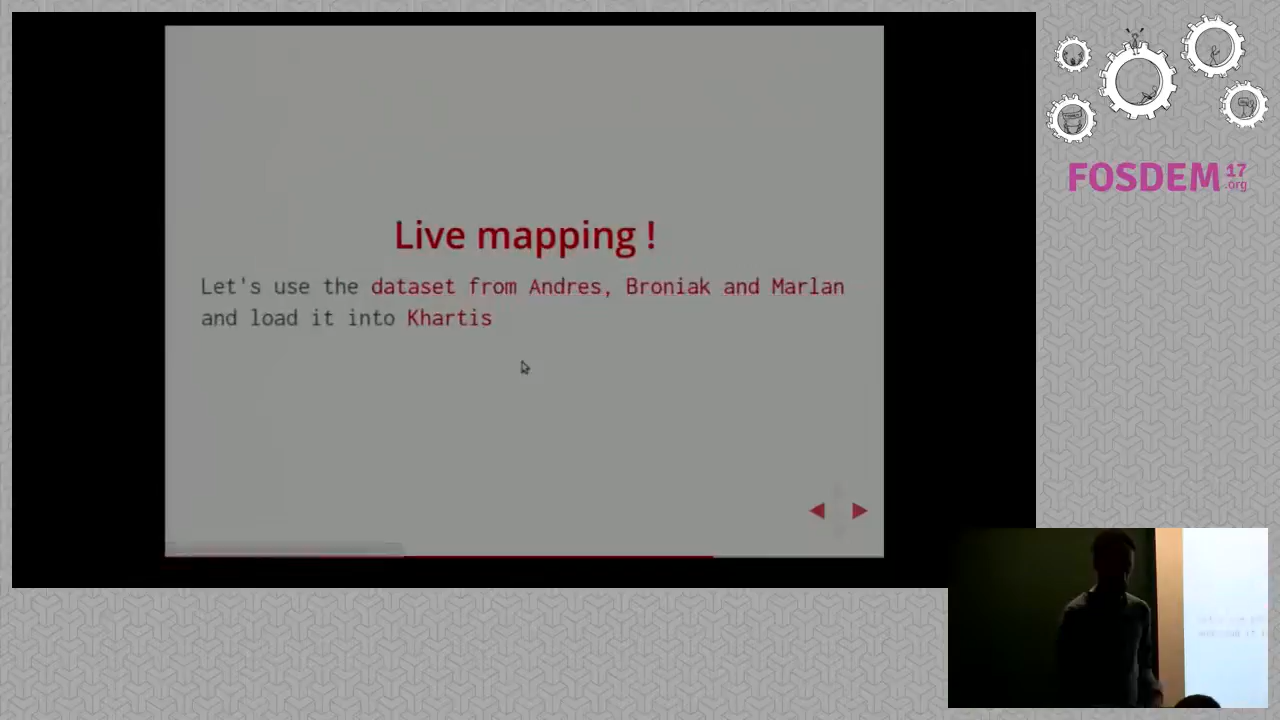 Live mapping !
Let's use the dataset from Andres, Broniak and Marlan
and load it into Khartis
FOSDEM 17
.org